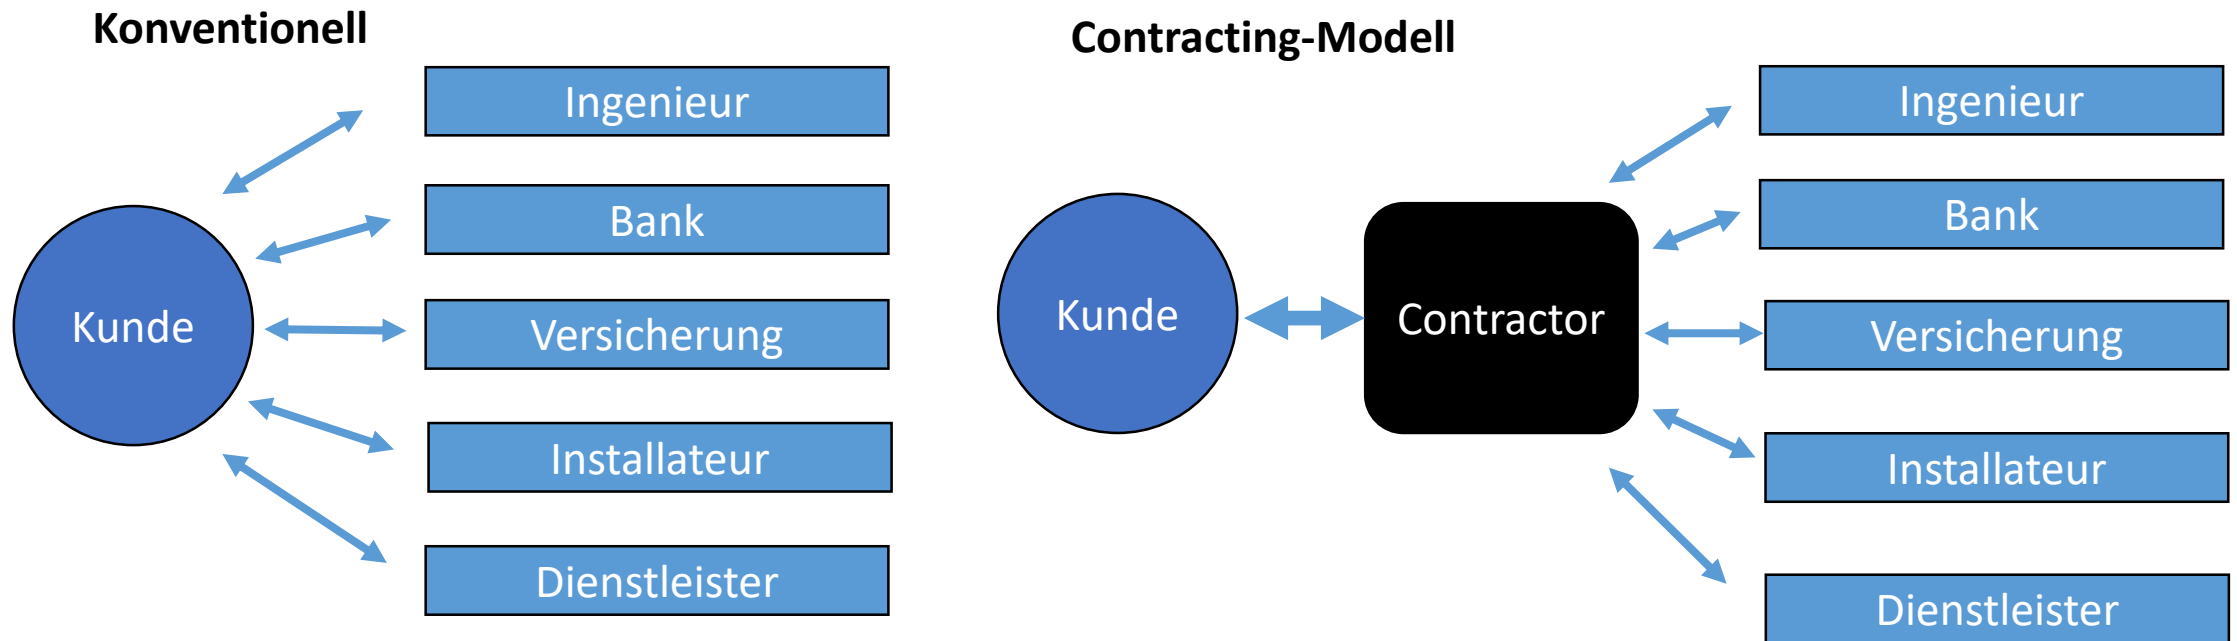 Konventionell
Ingenieur
Bank
Kunde
Versicherung
Installateur
Dienstleister
Contracting-Modell
Kunde
Contractor
Ingenieur
Bank
Versicherung
Installateur
Dienstleister